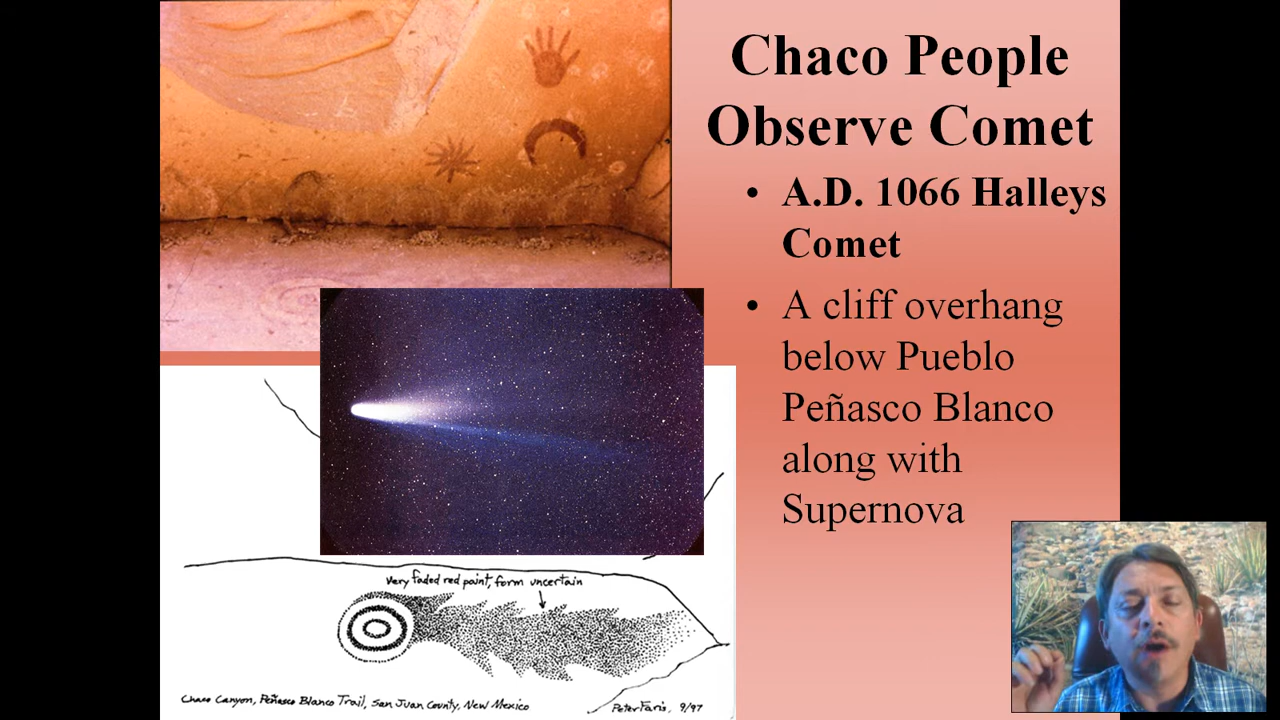 Chaco People
Observe Comet
• A.D. 1066 Halleys
Comet
• A cliff overhang
below Pueblo
Peñasco Blanco
along with
Supernova
Very faded red paint, form uncertain
Chaco Canyon, Peñasco Blanco Trail, San Juan County, New Mexico
Peter Faris, 9/97